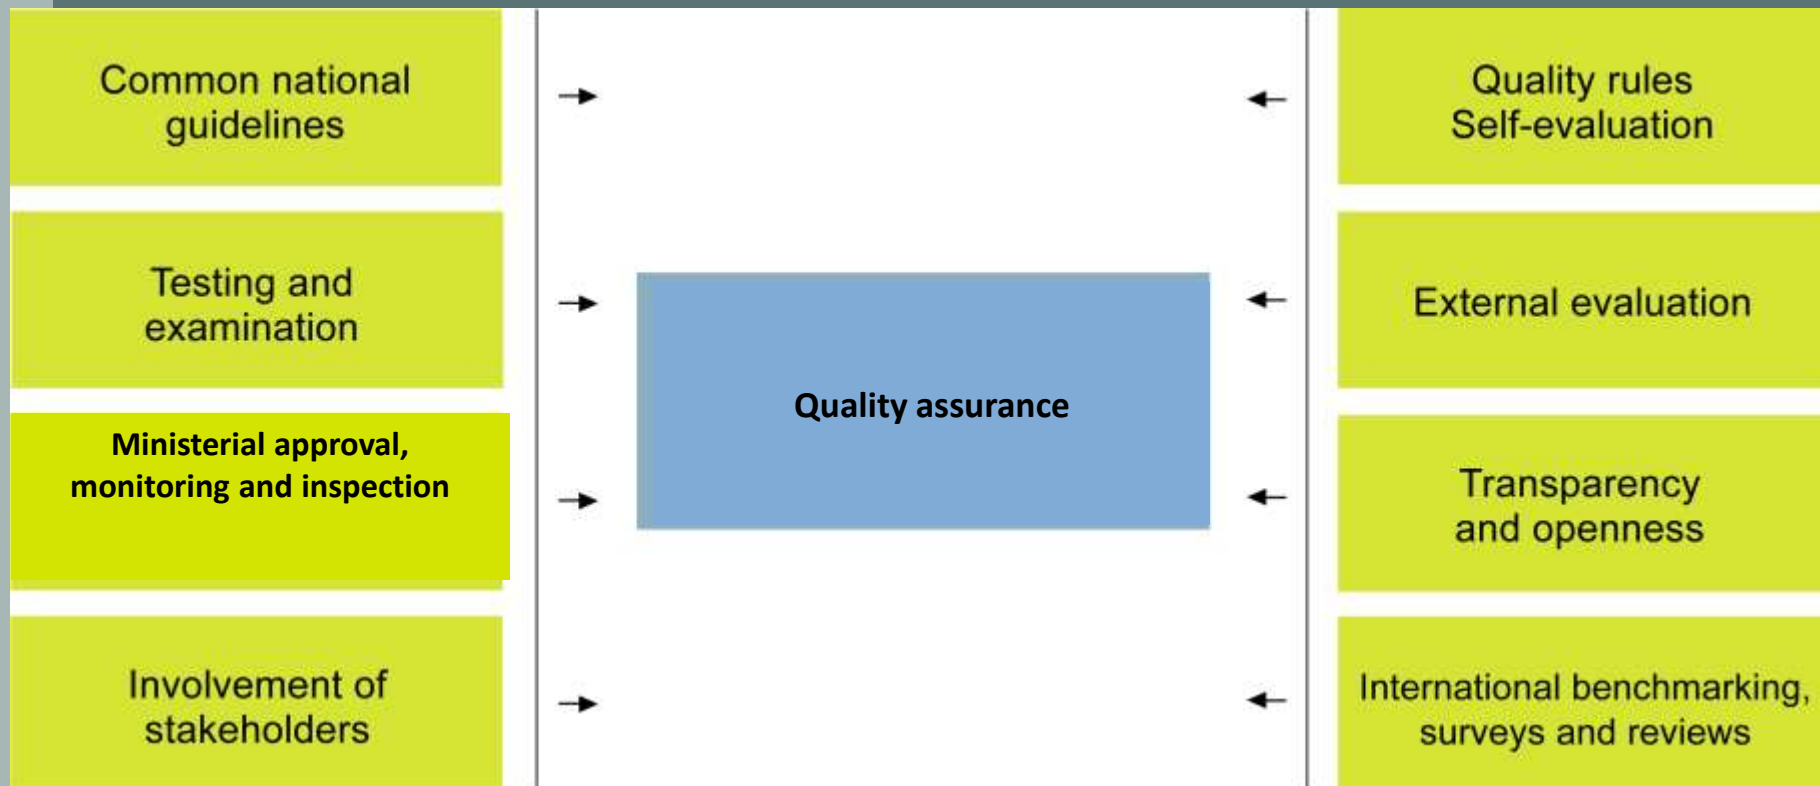 Common national
guidelines
Testing and
examination
Ministerial approval,
monitoring and inspection
Involvement of
stakeholders
Quality assurance
Quality rules
Self-evaluation
External evaluation
Transparency
and openness
International benchmarking,
surveys and reviews